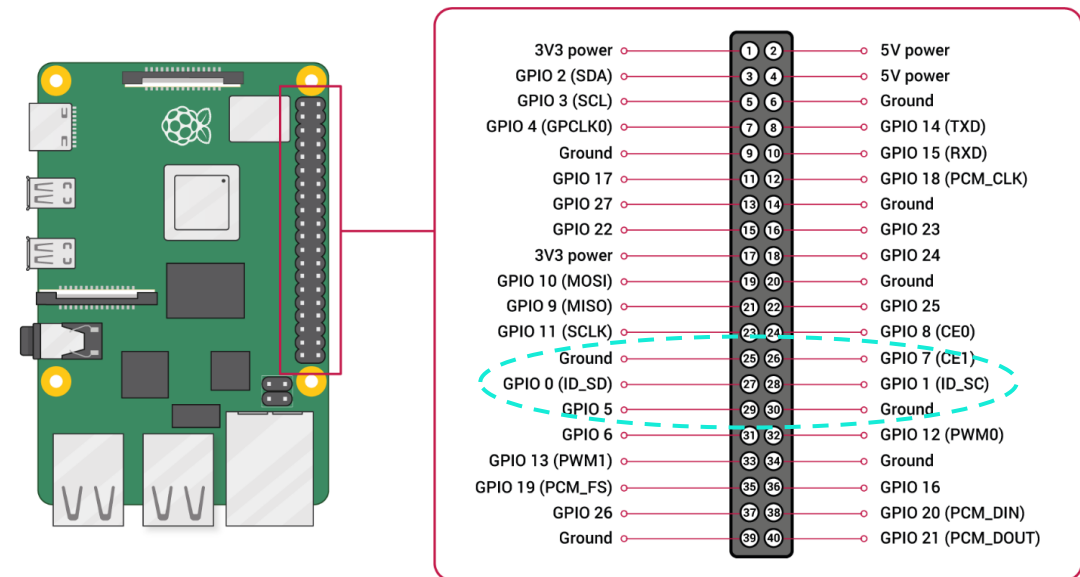 3V3 power 1 2 5V power
GPIO 2 (SDA) 3 4 5V power
GPIO 3 (SCL) 5 6 Ground
GPIO 4 (GPCLK0) 7 8 GPIO 14 (TXD)
Ground 9 10 GPIO 15 (RXD)
GPIO 17 11 12 GPIO 18 (PCM_CLK)
GPIO 27 13 14 Ground
GPIO 22 15 16 GPIO 23
3V3 power 17 18 GPIO 24
GPIO 10 (MOSI) 19 20 Ground
GPIO 9 (MISO) 21 22 GPIO 25
GPIO 11 (SCLK) 23 24 GPIO 8 (CE0)
Ground 25 26 GPIO 7 (CE1)
GPIO 0 (ID_SD) 27 28 GPIO 1 (ID_SC)
GPIO 5 29 30 Ground
GPIO 6 31 32 GPIO 12 (PWM0)
GPIO 13 (PWM1) 33 34 Ground
GPIO 19 (PCM_FS) 35 36 GPIO 16
GPIO 26 37 38 GPIO 20 (PCM_DIN)
Ground 39 40 GPIO 21 (PCM_DOUT)